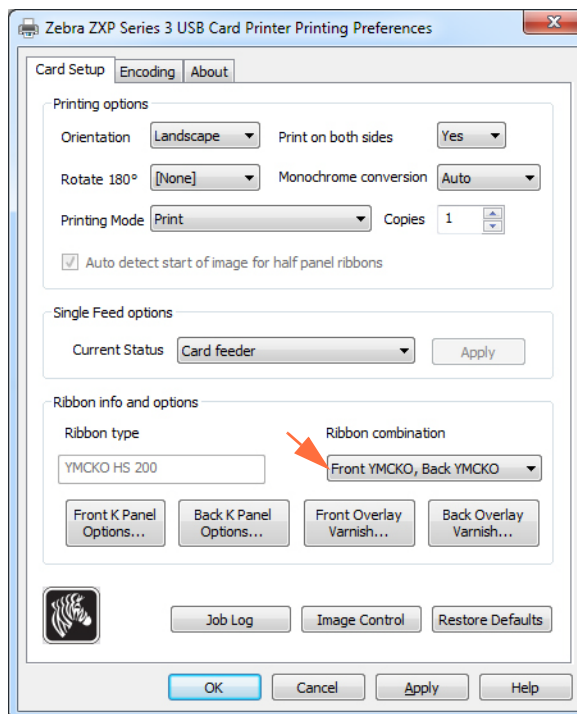 Zebra ZXP Series 3 USB Card Printer Printing Preferences
Card Setup Encoding About
Printing options
Orientation Landscape Print on both sides Yes
Rotate 180° [None] Monochrome conversion Auto
Printing Mode Print Copies 1
Auto detect start of image for half panel ribbons
Single Feed options
Current Status Card feeder Apply
Ribbon info and options
Ribbon type Ribbon combination
YMCKO HS 200 Front YMCKO, Back YMCKO
Front K Panel Back K Panel Front Overlay Back Overlay
Options... Options... Varnish... Varnish...
Job Log Image Control Restore Defaults
OK Cancel Apply Help